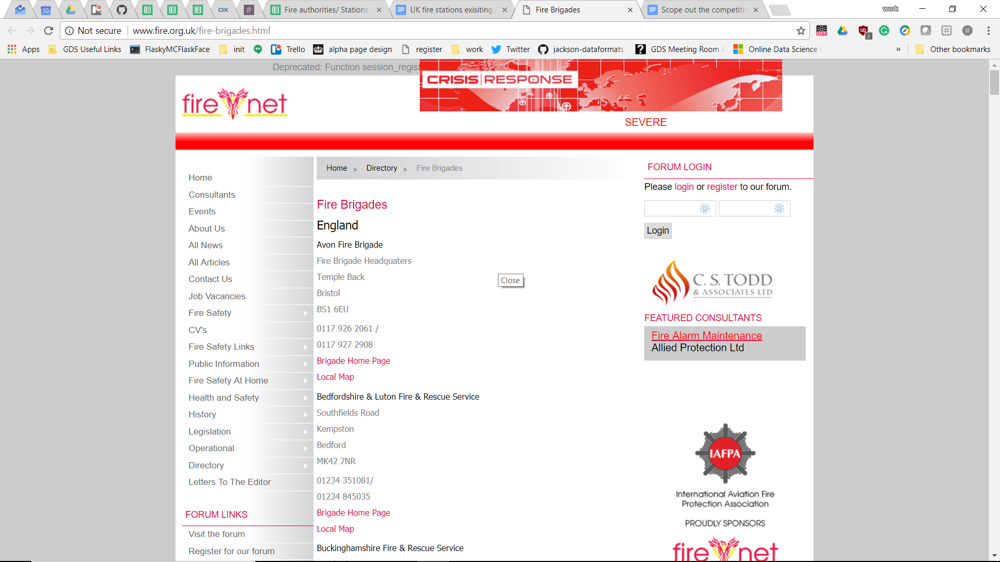 10
OX
#
Fire authorities/ Stations
UK fire stations exisiting
Fire Brigades
Scope out the competitic
work
Not secure
www.fire.org.uk/fire-brigades.html
OFF
2
#
Apps
GDS Useful Links
FlaskyMCFlaskFace
init
Trello
alpha page design
register
work
Twitter
jackson-dataformats-
GDS Meeting Room
Online Data Science
»
Other bookmarks
Deprecated: Function session_regist
CRISIS|RESPONSE
fire net
SEVERE
Home
Consultants
Events
About Us
All News
All Articles
Contact Us
Job Vacancies
Fire Safety
CV's
Fire Safety Links
Public Information
Fire Safety At Home
Health and Safety
History
Legislation
Operational
Directory
Letters To The Editor
FORUM LINKS
Visit the forum
Register for our forum
Home » Directory » Fire Brigades
Fire Brigades
England
Avon Fire Brigade
Fire Brigade Headquaters
Temple Back
Bristol
BS1 6EU
0117 926 2061 /
0117 927 2908
Brigade Home Page
Local Map
Bedfordshire & Luton Fire & Rescue Service
Southfields Road
Kempston
Bedford
MK42 7NR
01234 351081/
01234 845035
Brigade Home Page
Local Map
Buckinghamshire Fire & Rescue Service
Close
FORUM LOGIN
Please login or register to our forum.
Login
C. S. TODD
& ASSOCIATES LTD
FEATURED CONSULTANTS
Fire Alarm Maintenance
Allied Protection Ltd
IAFPA
International Aviation Fire
Protection Association
PROUDLY SPONSORS
fire net